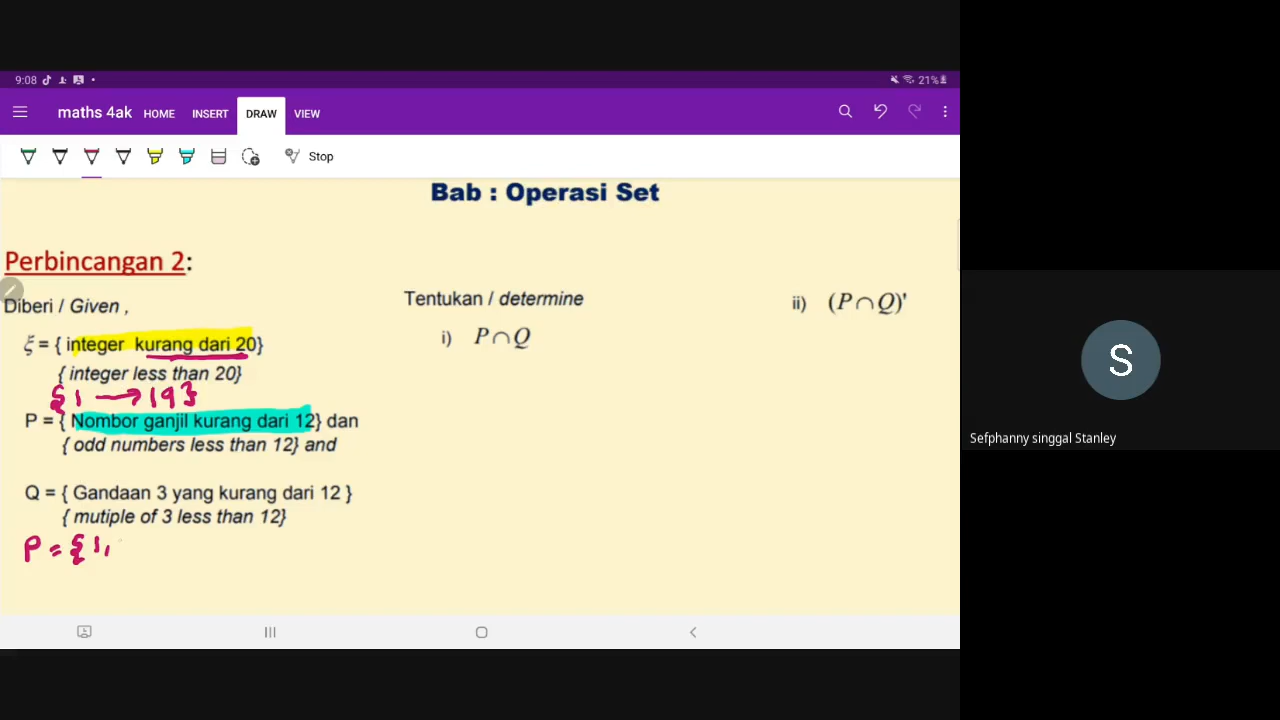 9:08
21%
maths 4ak HOME INSERT DRAW VIEW
Stop
Bab : Operasi Set
Perbincangan 2:
Diberi / Given ,
ξ = { integer kurang dari 20}
{ integer less than 20}
{ 1 → 19 }
P = { Nombor ganjil kurang dari 12} dan
{ odd numbers less than 12} and
Q = { Gandaan 3 yang kurang dari 12 }
{ mutiple of 3 less than 12}
P = { 1,
Tentukan / determine
i) P ∩ Q
ii) (P ∩ Q)'
S
Sefphanny singgal Stanley